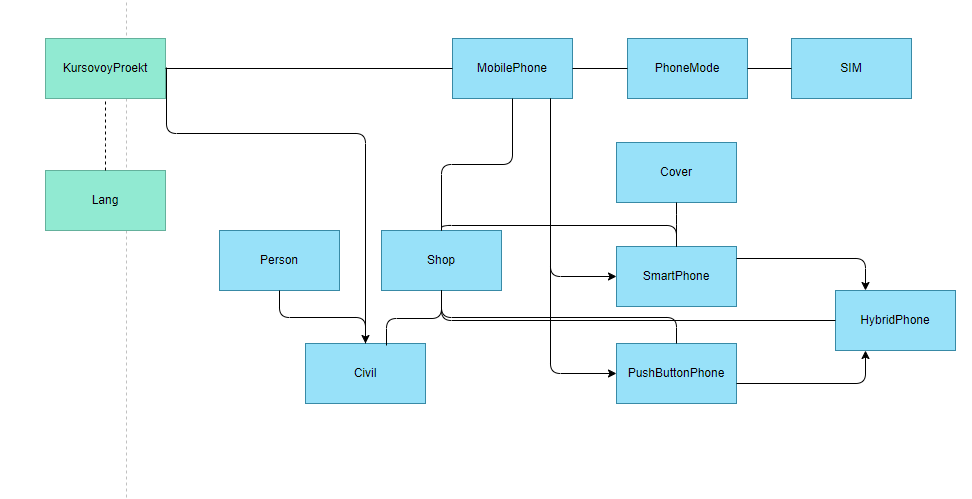 KursovoyProekt
MobilePhone
PhoneMode
SIM
Cover
Lang
Person
Shop
SmartPhone
HybridPhone
Civil
PushButtonPhone